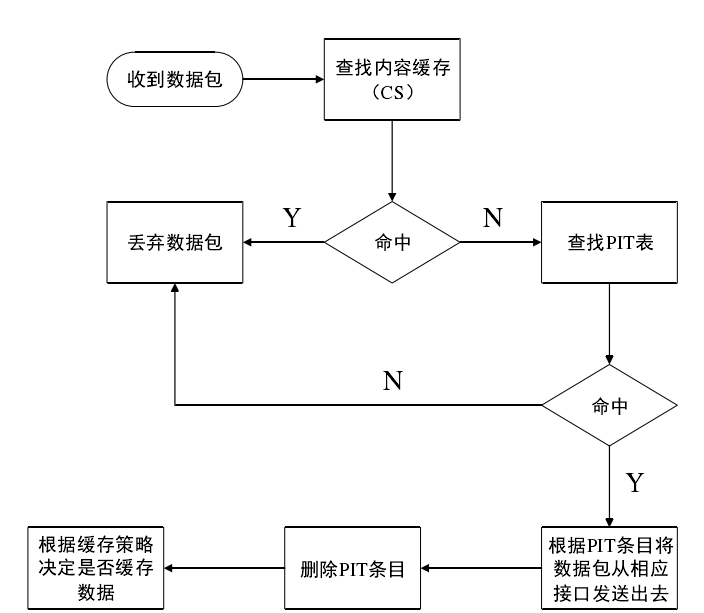 收到数据包
查找内容缓存
（CS）
Y
N
丢弃数据包
命中
查找PIT表
N
命中
Y
根据缓存策略
决定是否缓存
数据
删除PIT条目
根据PIT条目将
数据包从相应
接口发送出去